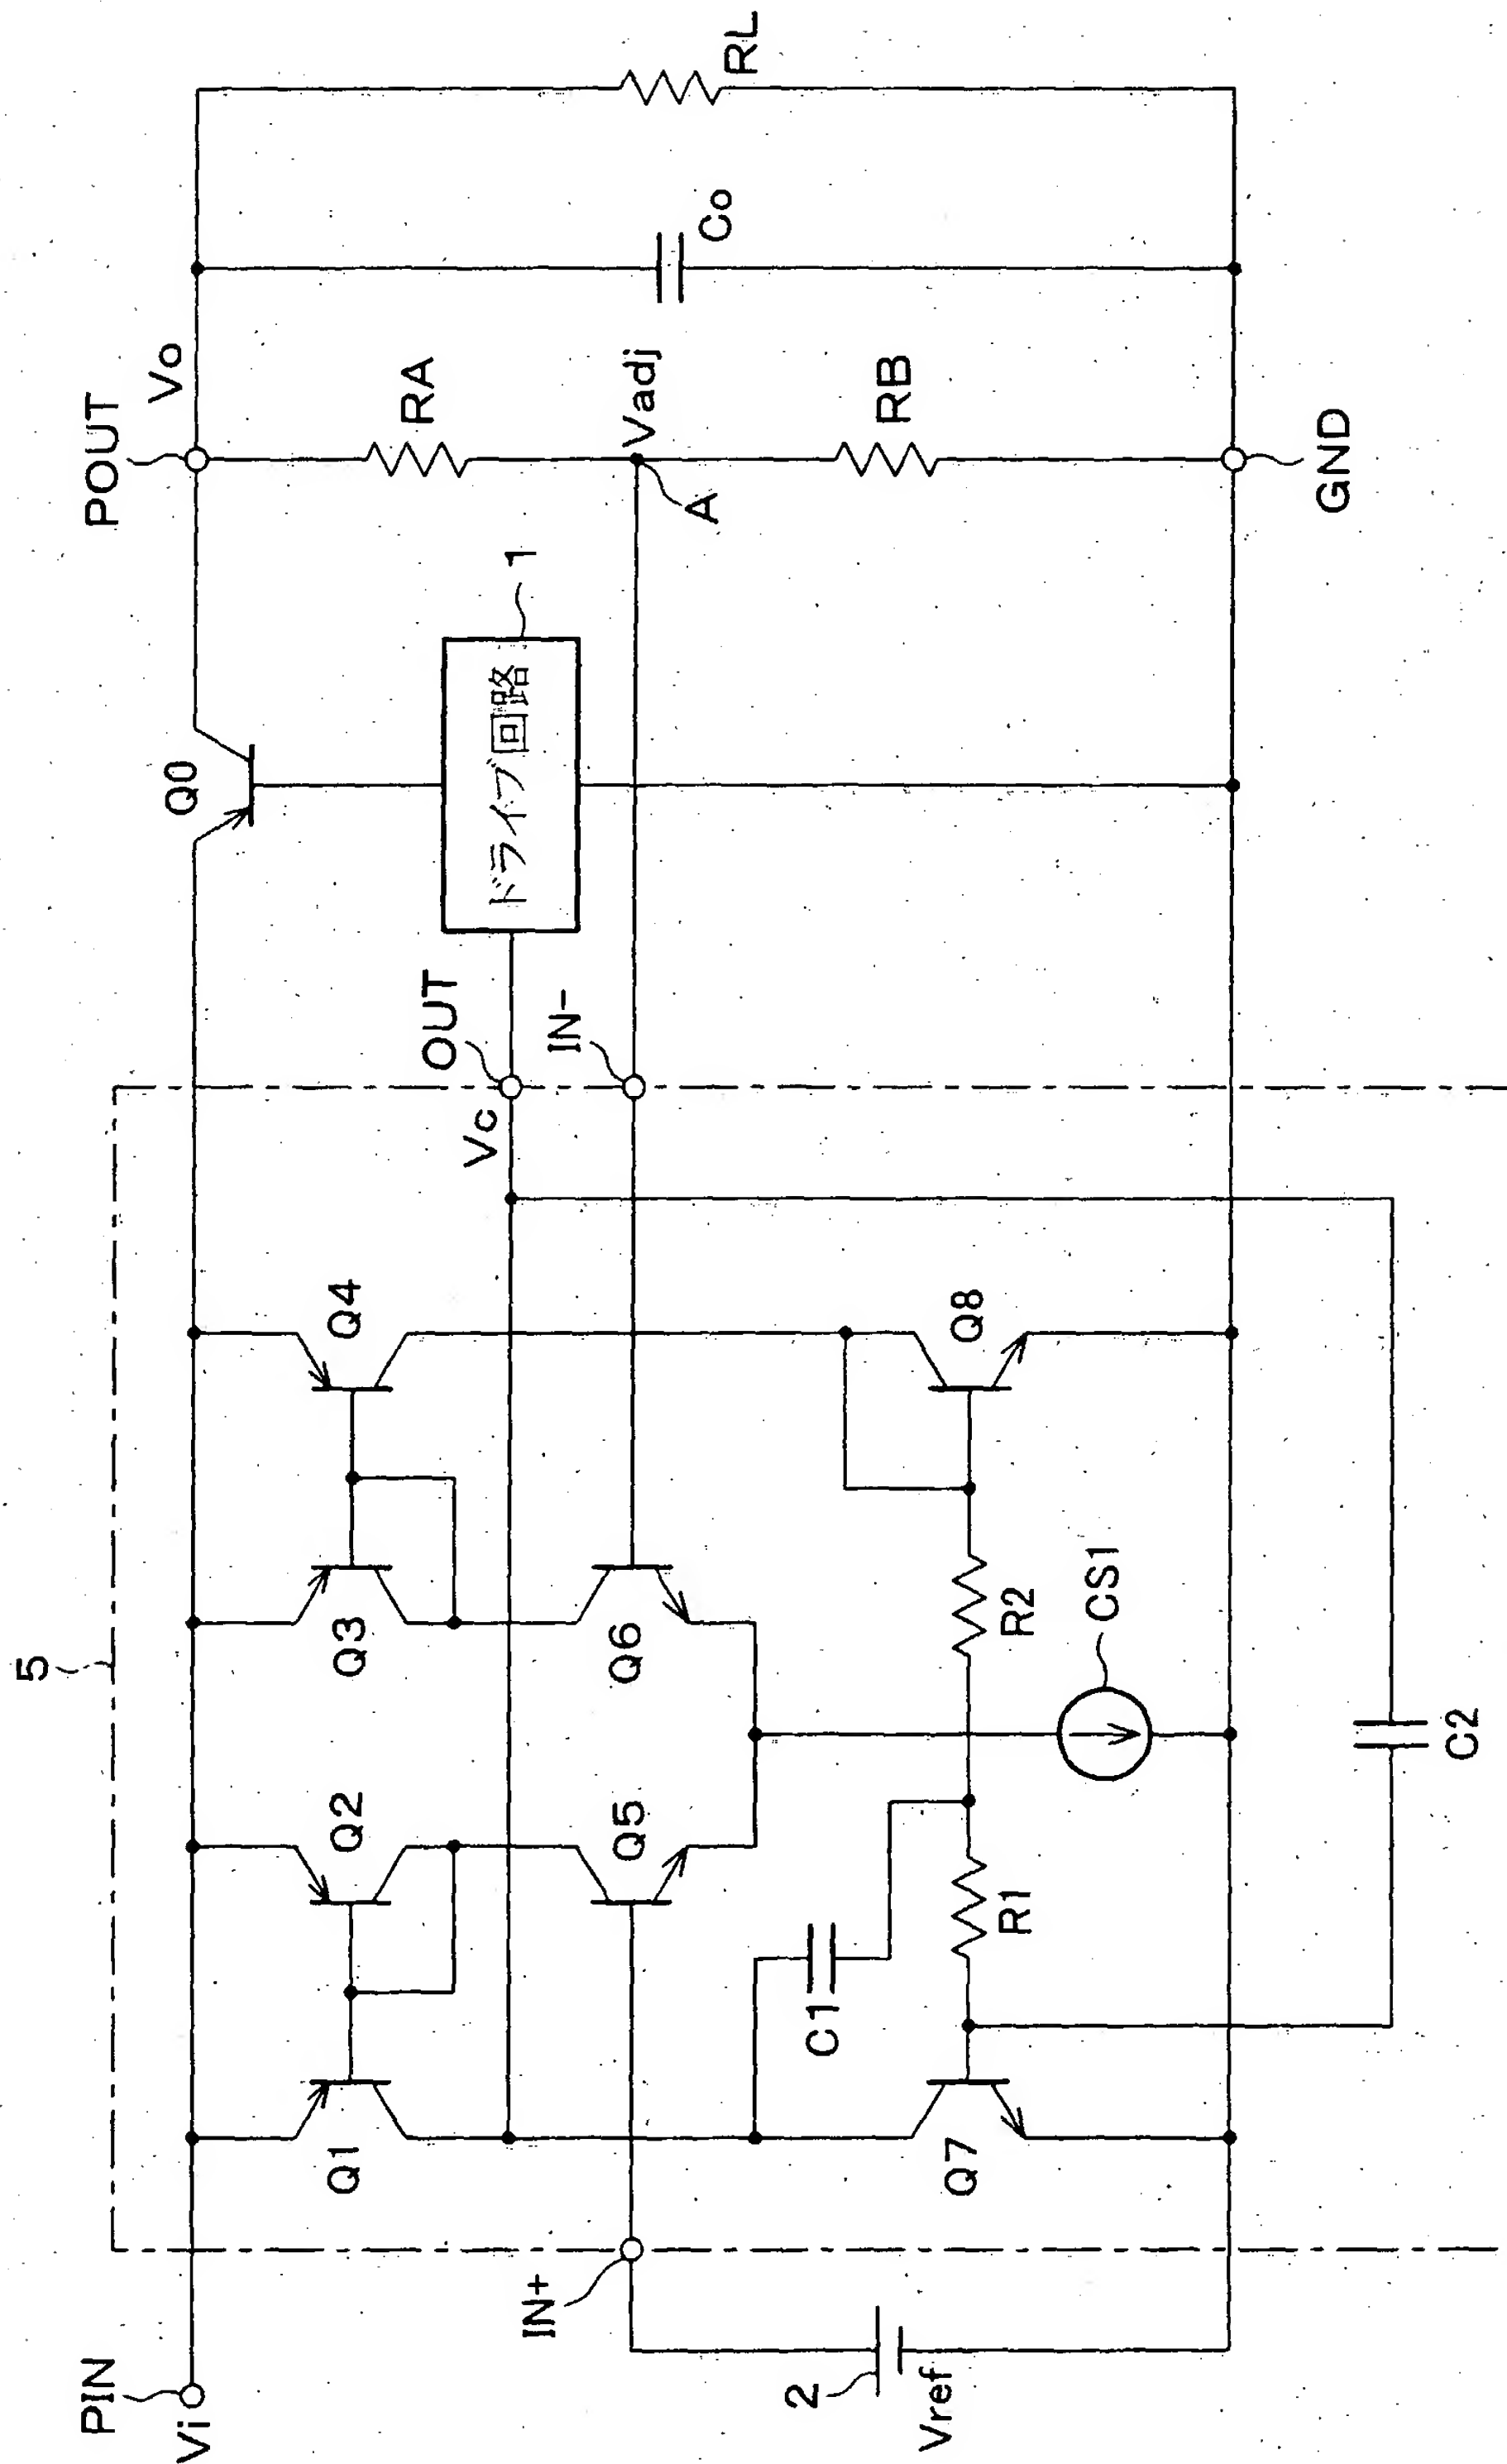 PIN
Vi
5
Q1
Q2
Q3
Q4
Q0
POUT
Vo
OUT
Vc
ドライブ回路
1
RA
Co
RL
IN+
Q5
Q6
IN-
Vadj
A
2
Vref
C1
Q7
R1
R2
Q8
CS1
RB
GND
C2